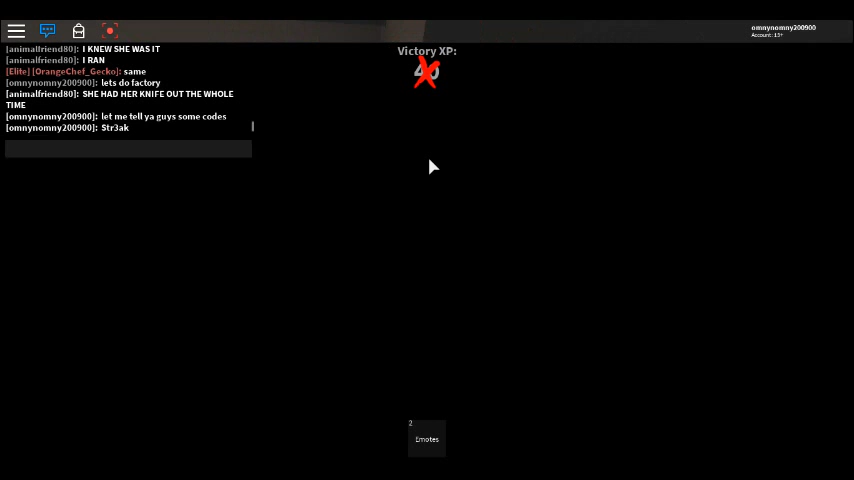 omnynomny200900
Account: 13+
[animalfriend80]: I KNEW SHE WAS IT
[animalfriend80]: I RAN
[Elite] [OrangeChef_Gecko]: same
[omnynomny200900]: lets do factory
[animalfriend80]: SHE HAD HER KNIFE OUT THE WHOLE
TIME
[omnynomny200900]: let me tell ya guys some codes
[omnynomny200900]: Str3ak
Victory XP:
2
Emotes